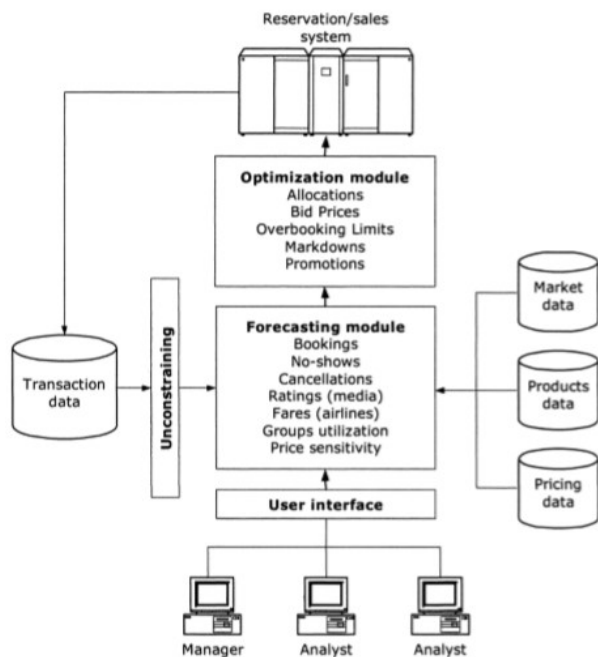 Reservation/sales
system
Optimization module
Allocations
Bid Prices
Overbooking Limits
Markdowns
Promotions
Forecasting module
Bookings
No-shows
Cancellations
Ratings (media)
Fares (airlines)
Groups utilization
Price sensitivity
Transaction
data
Unconstraining
Market
data
Products
data
Pricing
data
User interface
Manager
Analyst
Analyst